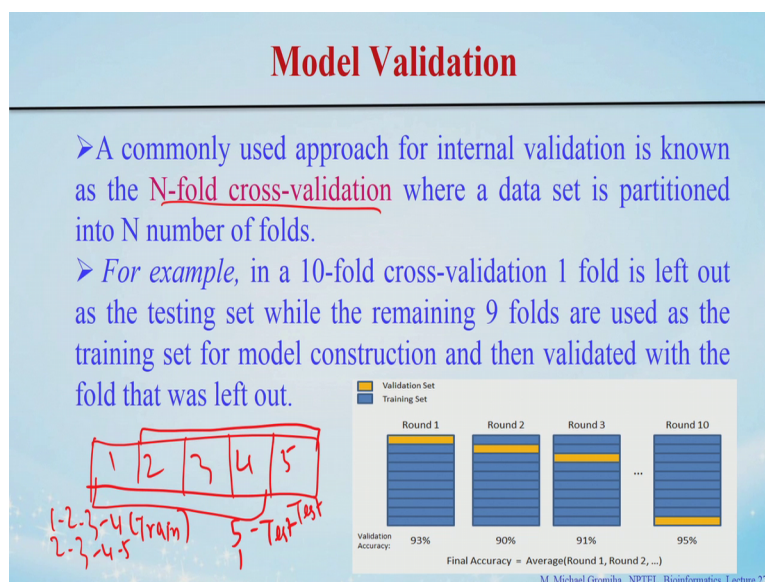 Model Validation
➢A commonly used approach for internal validation is known
as the N-fold cross-validation where a data set is partitioned
into N number of folds.
➢ For example, in a 10-fold cross-validation 1 fold is left out
as the testing set while the remaining 9 folds are used as the
training set for model construction and then validated with the
fold that was left out.
Validation Set
Training Set
Round 1 Round 2 Round 3 Round 10
...
Validation
Accuracy: 93% 90% 91% 95%
Final Accuracy = Average(Round 1, Round 2, ...)
1 2 3 4 5
1-2-3-4 (Train) 5-Test
2-3-4-5 1 Test
M. Michael Gromiha, NPTEL, Bioinformatics, Lecture